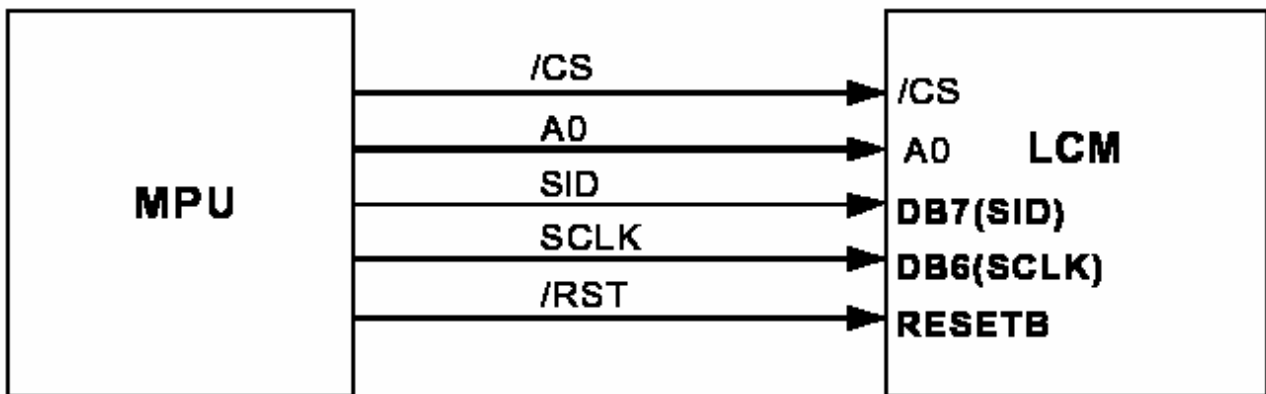 /CS
/CS
A0
A0 LCM
MPU
SID
DB7(SID)
SCLK
DB6(SCLK)
/RST
RESETB